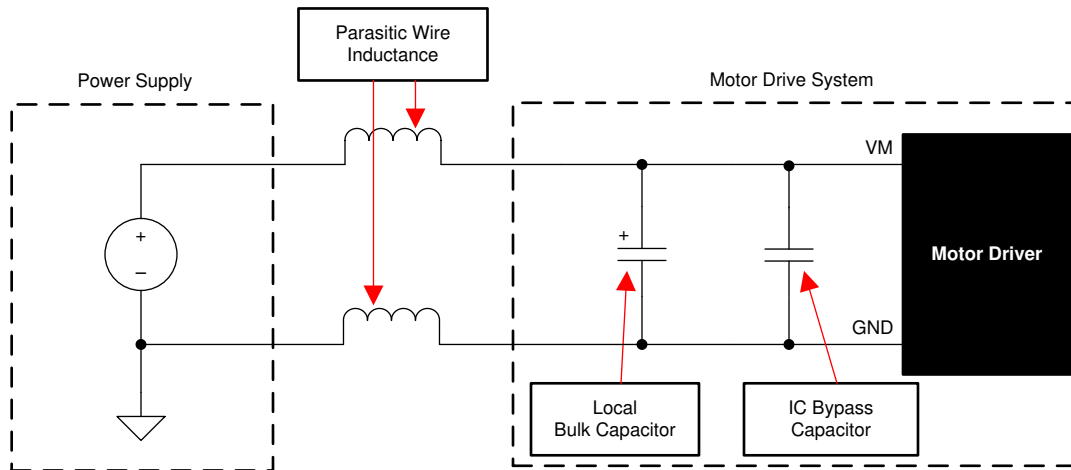 Parasitic Wire
Inductance
Power Supply
Motor Drive System
VM
+
–
+
Motor Driver
GND
Local
Bulk Capacitor
IC Bypass
Capacitor